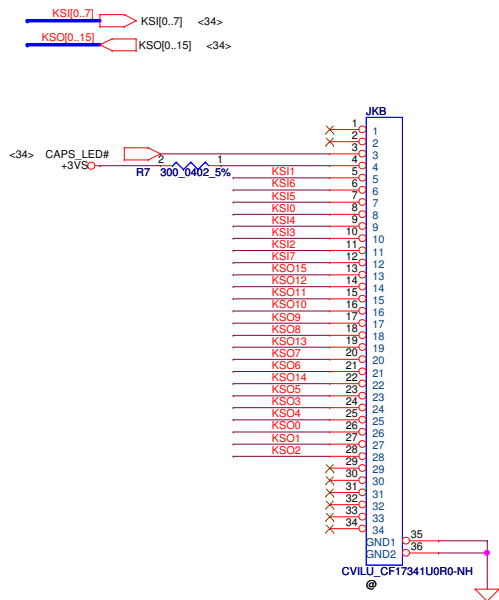 KSI[0..7] KSI[0..7] <34>
KSO[0..15] KSO[0..15] <34>
JKB
1 1
2 2
<34> CAPS_LED# 3 3
+3VS 2 1 4 4
R7 300_0402_5%
KSI1 5 5
KSI6 6 6
KSI5 7 7
KSI0 8 8
KSI4 9 9
KSI3 10 10
KSI2 11 11
KSI7 12 12
KSO15 13 13
KSO12 14 14
KSO11 15 15
KSO10 16 16
KSO9 17 17
KSO8 18 18
KSO13 19 19
KSO7 20 20
KSO6 21 21
KSO14 22 22
KSO5 23 23
KSO3 24 24
KSO4 25 25
KSO0 26 26
KSO1 27 27
KSO2 28 28
29 29
30 30
31 31
32 32
33 33
34 34
GND1 35
GND2 36
CVILU_CF17341U0R0-NH
@